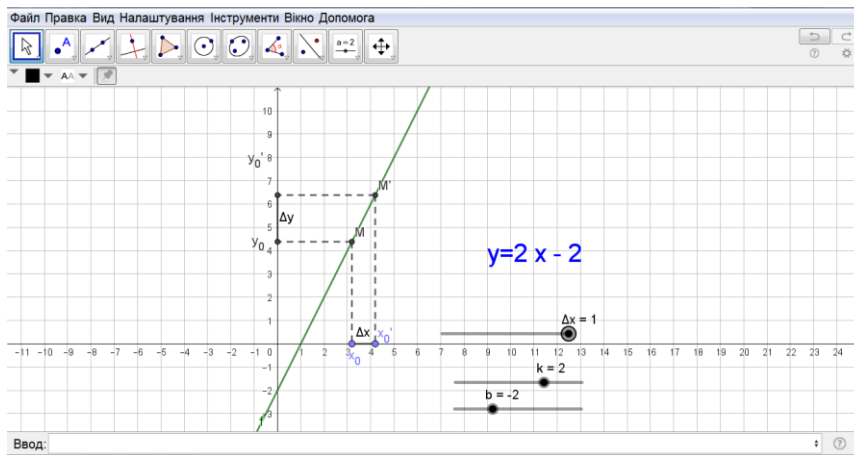 Файл Правка Вид Налаштування Інструменти Вікно Допомога
A a=2
AA
10
9
y₀' 8
7
M'
6
Δy
5
M
y₀ 4
y=2 x - 2
3
2
1
Δx = 1
Δx x₀'
-11 -10 -9 -8 -7 -6 -5 -4 -3 -2 -1 0 1 2 3 4 5 6 7 8 9 10 11 12 13 14 15 16 17 18 19 20 21 22 23 24
x₀
-1
k = 2
-2
b = -2
-3
f
Ввод: